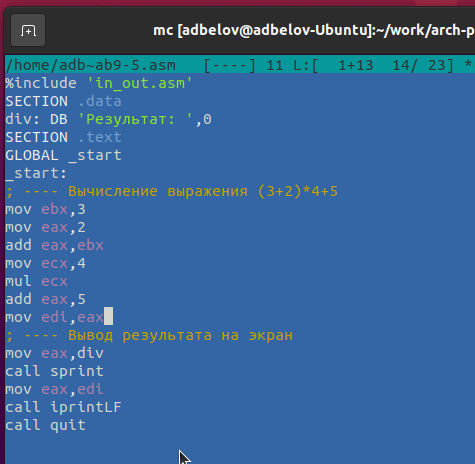 mc [adbelov@adbelov-Ubuntu]:~/work/arch-p
/home/adb~ab9-5.asm [----] 11 L:[ 1+13 14/ 23] *
%include 'in_out.asm'
SECTION .data
div: DB 'Результат: ',0
SECTION .text
GLOBAL _start
_start:
; ---- Вычисление выражения (3+2)*4+5
mov ebx,3
mov eax,2
add eax,ebx
mov ecx,4
mul ecx
add eax,5
mov edi,eax
; ---- Вывод результата на экран
mov eax,div
call sprint
mov eax,edi
call iprintLF
call quit